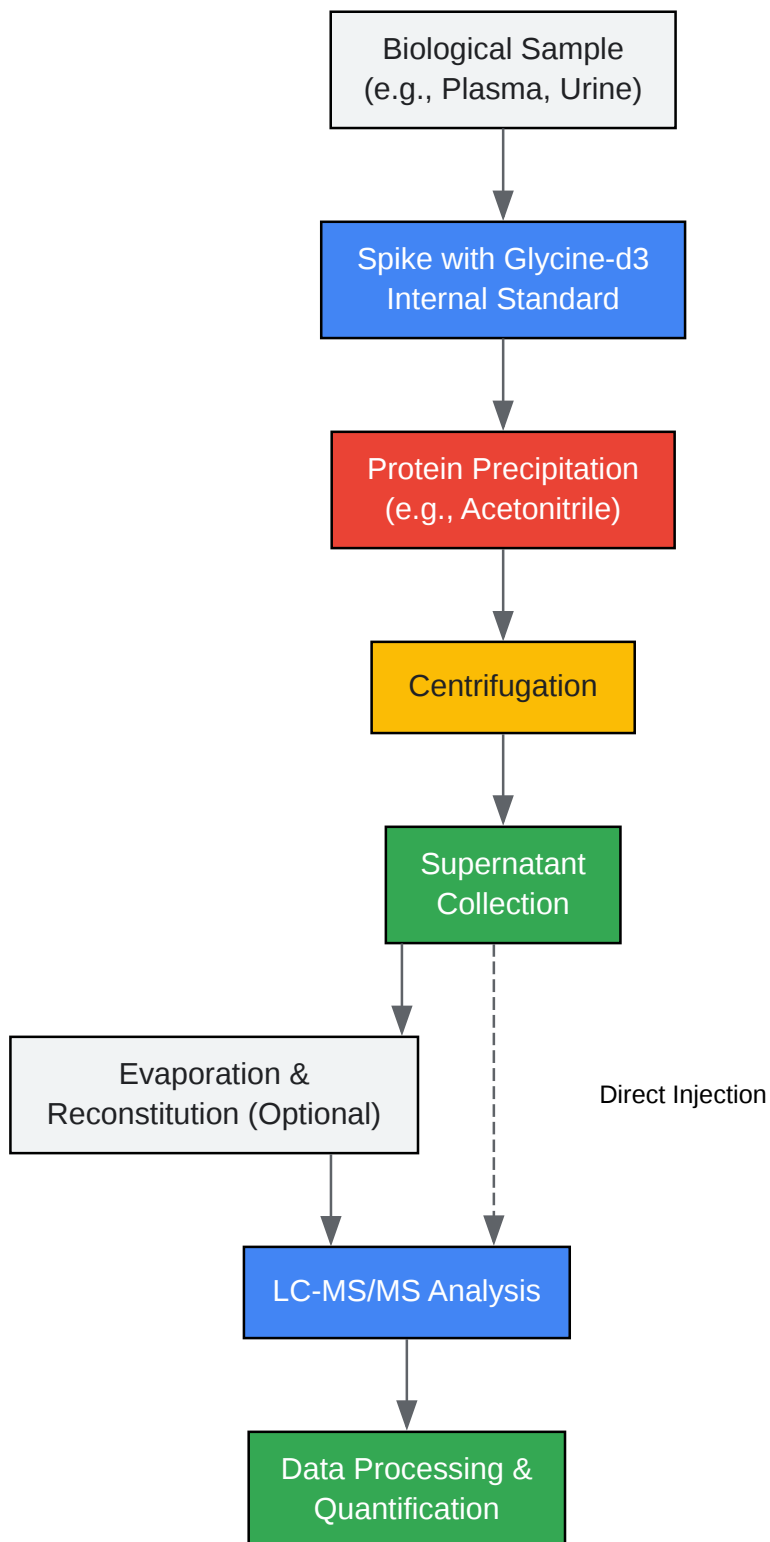 Biological Sample
(e.g., Plasma, Urine)
Spike with Glycine-d3
Internal Standard
Protein Precipitation
(e.g., Acetonitrile)
Centrifugation
Supernatant
Collection
Evaporation &
Reconstitution (Optional)
Direct Injection
LC-MS/MS Analysis
Data Processing &
Quantification